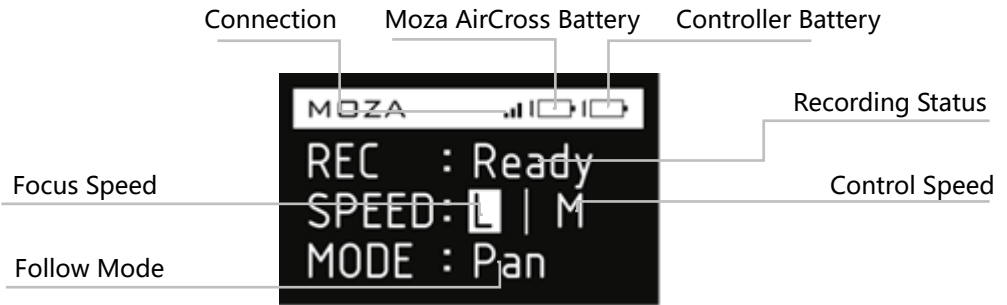 Connection Moza AirCross Battery Controller Battery
MOZA
Recording Status
REC : Ready
Focus Speed
Control Speed
SPEED: L | M
Follow Mode
MODE : Pan